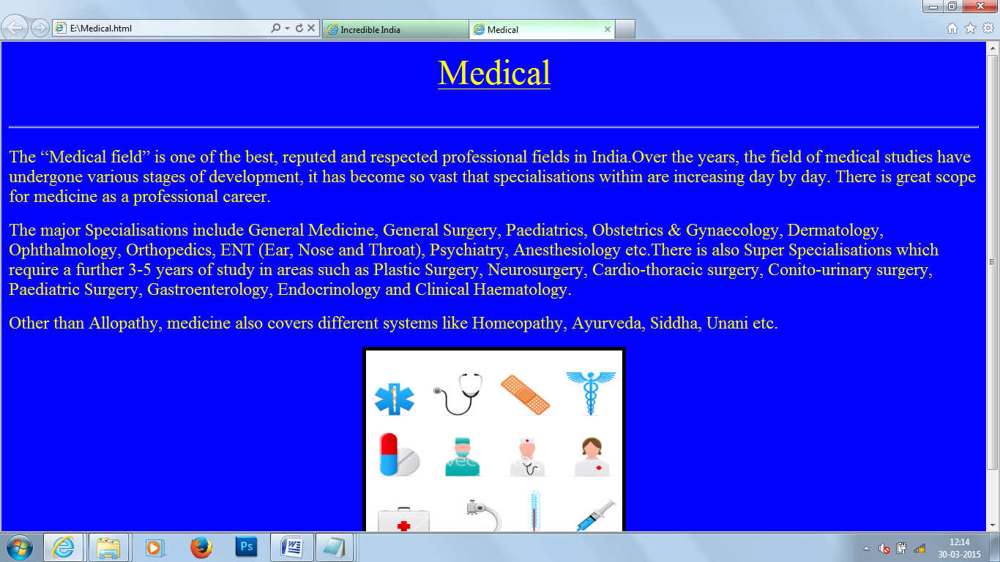 E:\Medical.html
Incredible India
Medical
Medical
The “Medical field” is one of the best, reputed and respected professional fields in India.Over the years, the field of medical studies have
undergone various stages of development, it has become so vast that specialisations within are increasing day by day. There is great scope
for medicine as a professional career.
The major Specialisations include General Medicine, General Surgery, Paediatrics, Obstetrics & Gynaecology, Dermatology,
Ophthalmology, Orthopedics, ENT (Ear, Nose and Throat), Psychiatry, Anesthesiology etc.There is also Super Specialisations which
require a further 3-5 years of study in areas such as Plastic Surgery, Neurosurgery, Cardio-thoracic surgery, Conito-urinary surgery,
Paediatric Surgery, Gastroenterology, Endocrinology and Clinical Haematology.
Other than Allopathy, medicine also covers different systems like Homeopathy, Ayurveda, Siddha, Unani etc.
Ps
12:14
30-03-2015